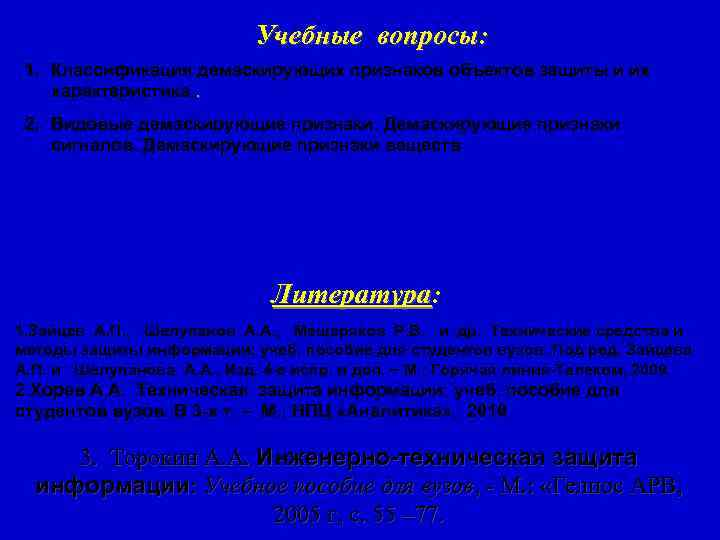 Учебные вопросы:
1. Классификация демаскирующих признаков объектов защиты и их
характеристика .
2. Видовые демаскирующие признаки. Демаскирующие признаки
сигналов. Демаскирующие признаки веществ
Литература:
1.Зайцев А.П., Шелупанов А.А., Мещеряков Р.В. и др. Технические средства и
методы защиты информации: учеб. пособие для студентов вузов. Под ред. Зайцева
А.П. и Шелупанова А.А., Изд. 4-е испр. и доп. – М.: Горячая линия-Телеком, 2009.
2.Хорев А.А. Техническая защита информации: учеб. пособие для
студентов вузов. В 3-х т. – М.: НПЦ «Аналитика», 2010
3. Торокин А.А. Инженерно-техническая защита
информации: Учебное пособие для вузов, - М.: «Гелиос АРВ,
2005 г, с. 55 –77.